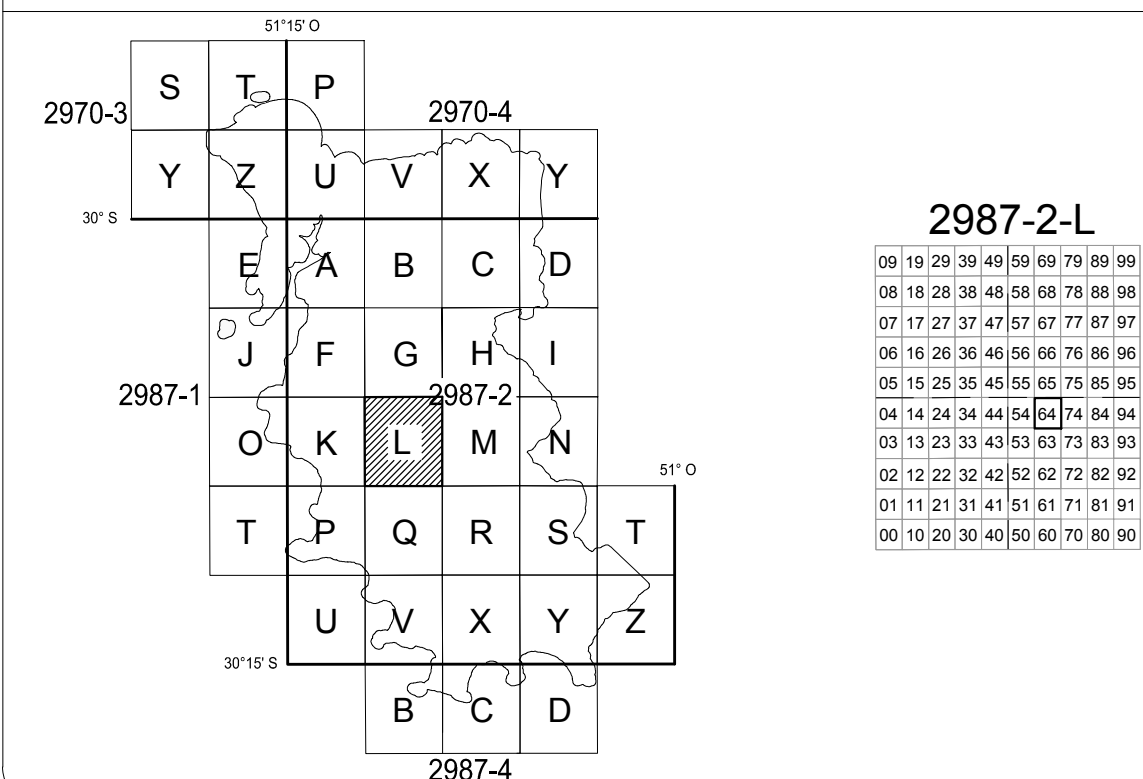 51°15' O
S T P
2970-3 2970-4
Y Z U V X Y
30° S
E A B C D
J F G H I
2987-1 2987-2
O K L M N
51° O
T P Q R S T
U V X Y Z
30°15' S
B C D
2987-4
2987-2-L
09 19 29 39 49 59 69 79 89 99
08 18 28 38 48 58 68 78 88 98
07 17 27 37 47 57 67 77 87 97
06 16 26 36 46 56 66 76 86 96
05 15 25 35 45 55 65 75 85 95
04 14 24 34 44 54 64 74 84 94
03 13 23 33 43 53 63 73 83 93
02 12 22 32 42 52 62 72 82 92
01 11 21 31 41 51 61 71 81 91
00 10 20 30 40 50 60 70 80 90